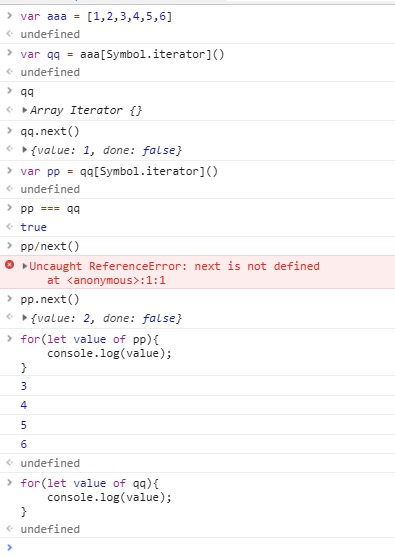 var aaa = [1,2,3,4,5,6]
undefined
var qq = aaa[Symbol.iterator]()
undefined
qq
Array Iterator {}
qq.next()
{value: 1, done: false}
var pp = qq[Symbol.iterator]()
undefined
pp === qq
true
pp/next()
Uncaught ReferenceError: next is not defined
at <anonymous>:1:1
pp.next()
{value: 2, done: false}
for(let value of pp){
console.log(value);
}
3
4
5
6
undefined
for(let value of qq){
console.log(value);
}
undefined